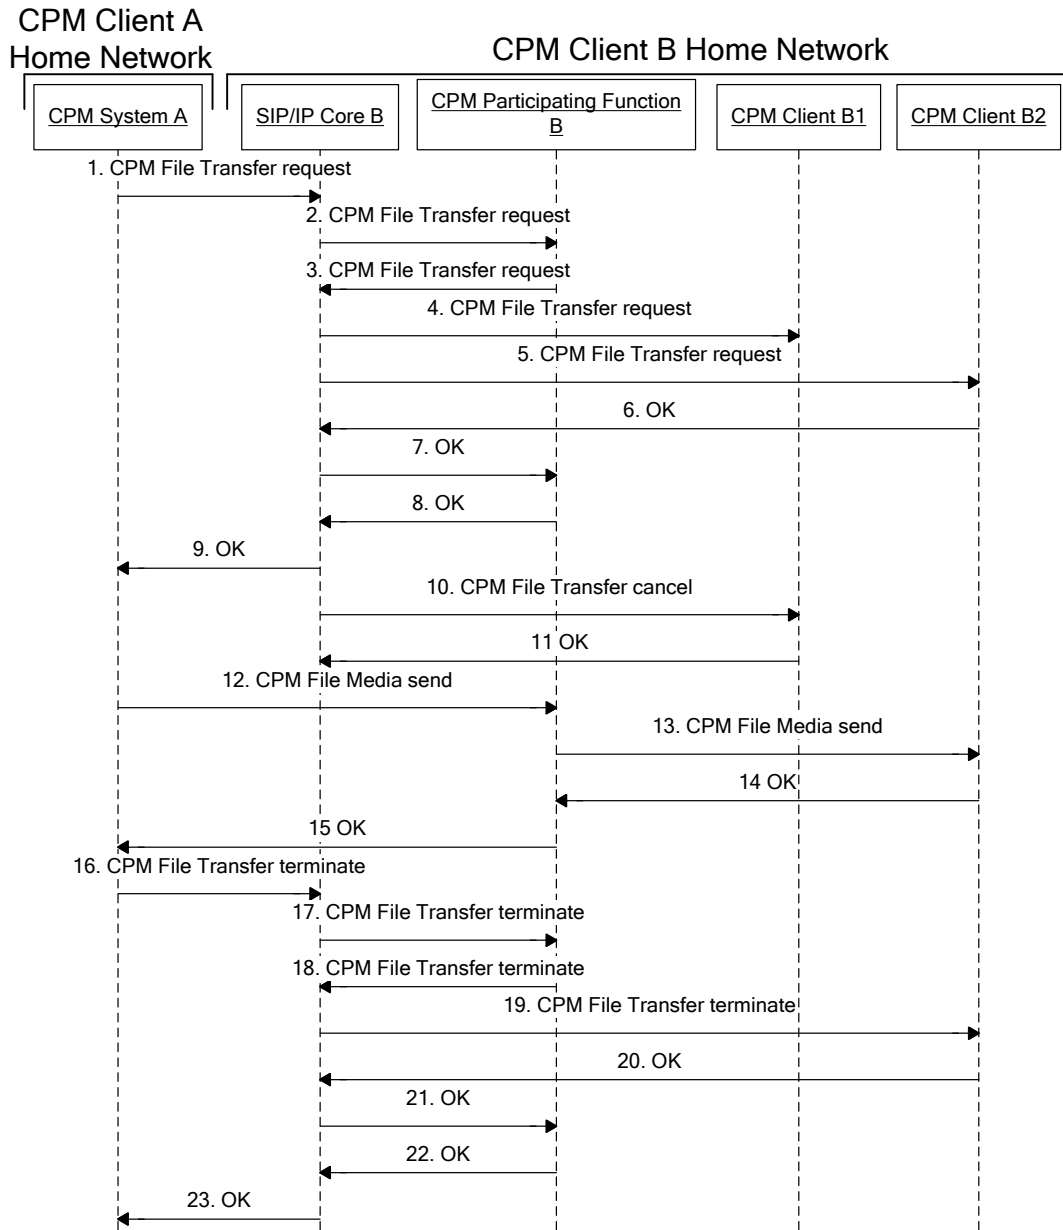 CPM Client A
Home Network
CPM Client B Home Network
CPM System A
SIP/IP Core B
CPM Participating Function
B
CPM Client B1
CPM Client B2
1. CPM File Transfer request
2. CPM File Transfer request
3. CPM File Transfer request
4. CPM File Transfer request
5. CPM File Transfer request
6. OK
7. OK
8. OK
9. OK
10. CPM File Transfer cancel
11 OK
12. CPM File Media send
13. CPM File Media send
14 OK
15 OK
16. CPM File Transfer terminate
17. CPM File Transfer terminate
18. CPM File Transfer terminate
19. CPM File Transfer terminate
20. OK
21. OK
22. OK
23. OK